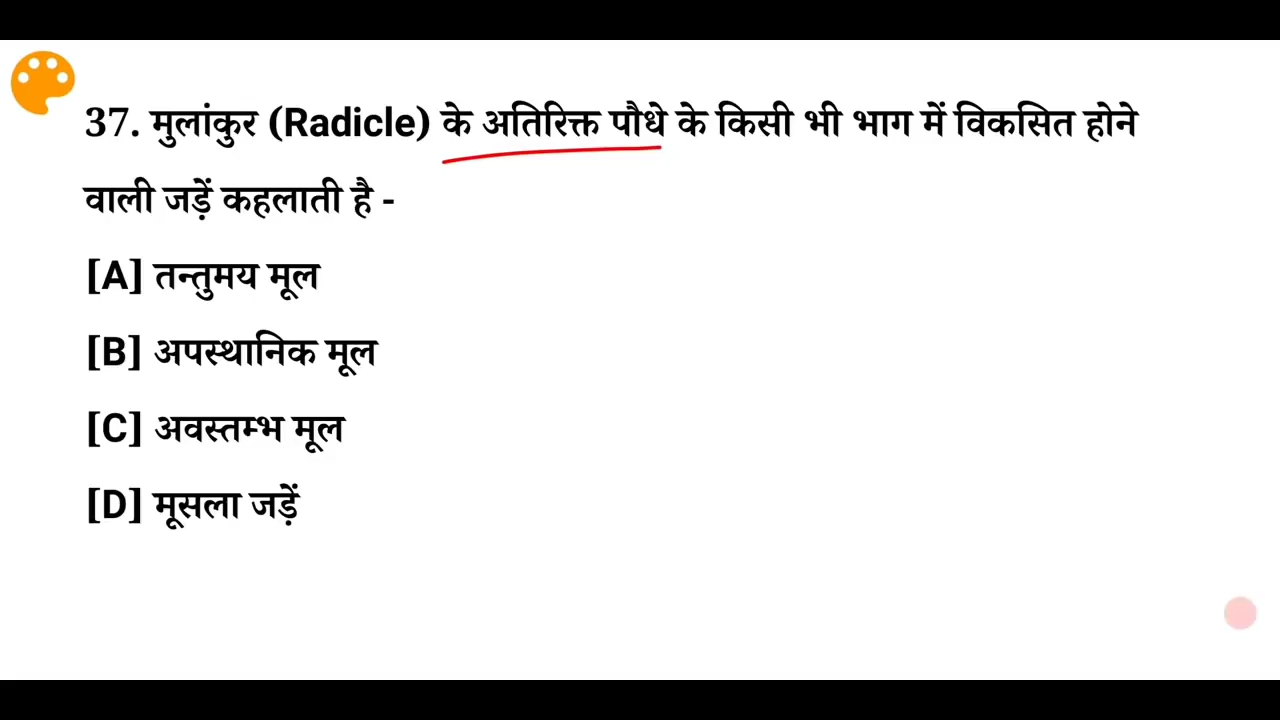 37. मुलांकुर (Radicle) के अतिरिक्त पौधे के किसी भी भाग में विकसित होने
वाली जड़ें कहलाती है -
[A] तन्तुमय मूल
[B] अपस्थानिक मूल
[C] अवस्तम्भ मूल
[D] मूसला जड़ें